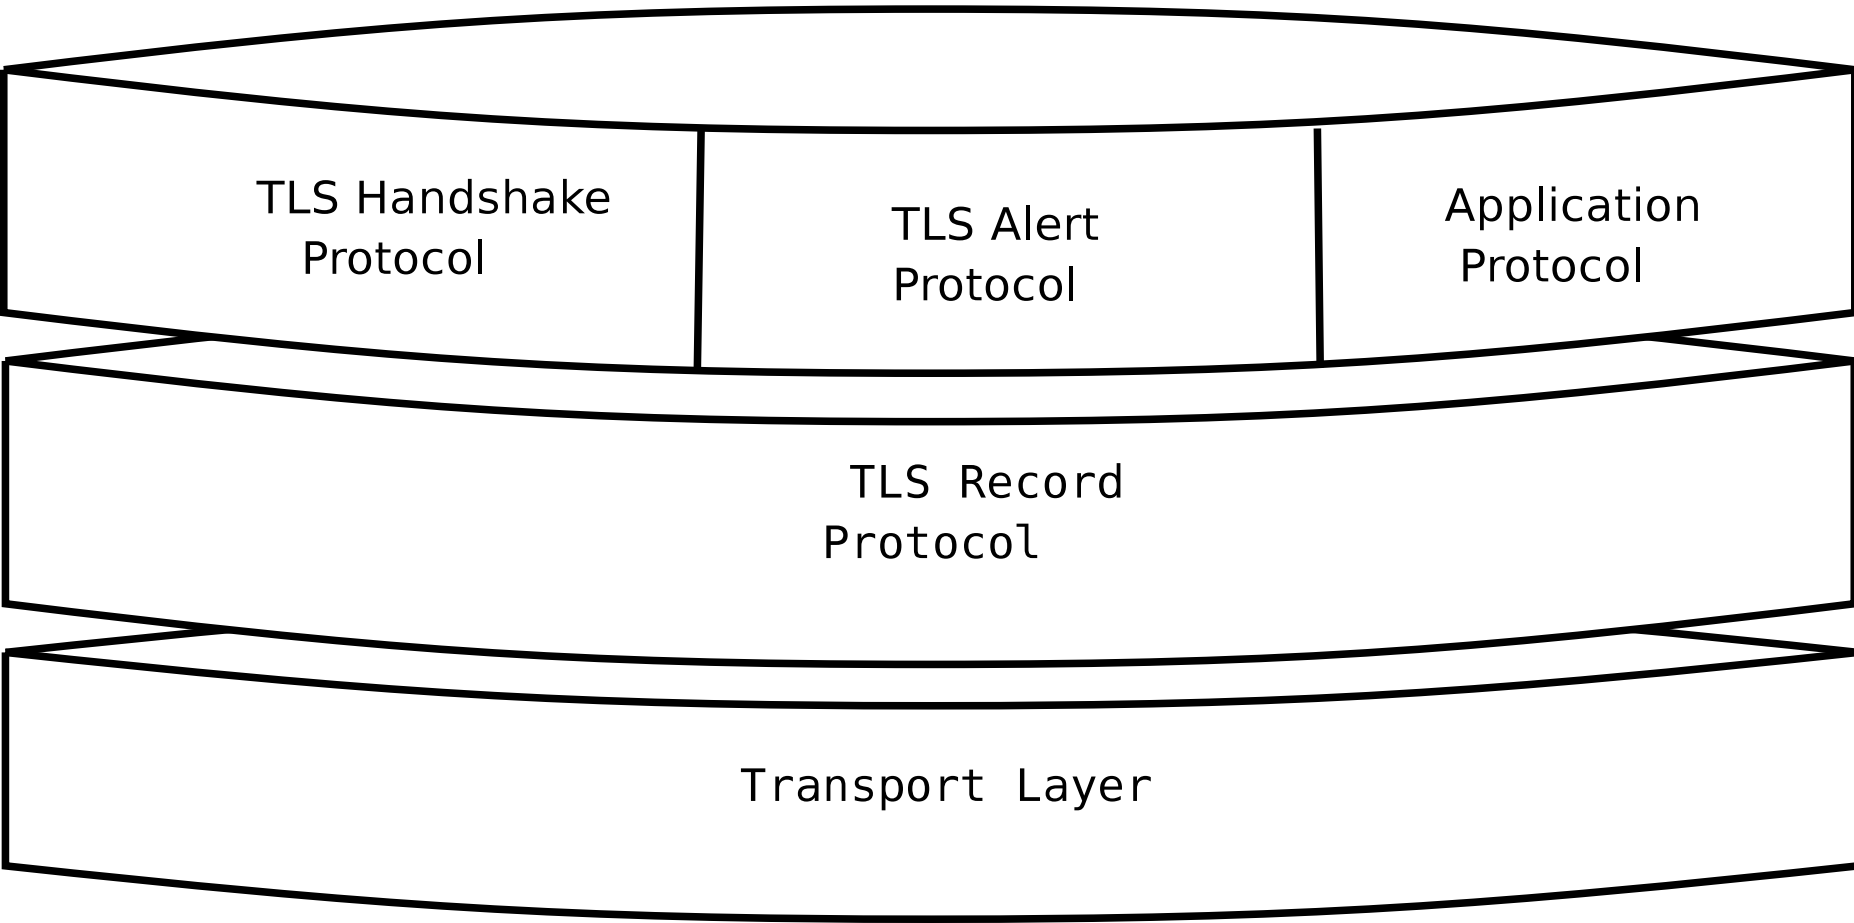 TLS Handshake
Protocol
TLS Alert
Protocol
Application
Protocol
TLS Record
Protocol
Transport Layer